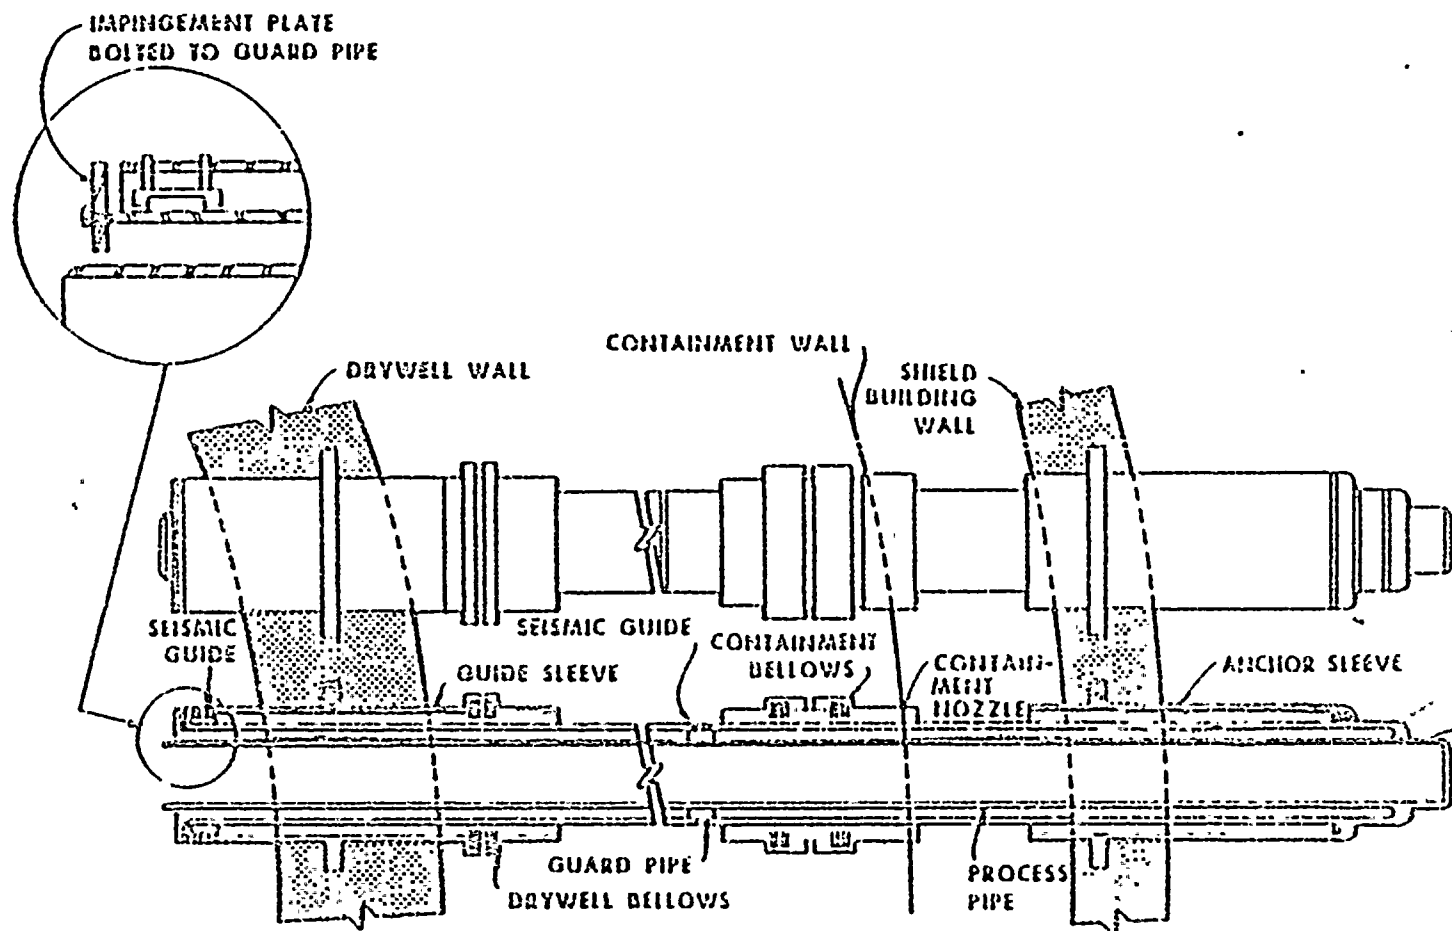 IMPINGEMENT PLATE
BOLTED TO GUARD PIPE
CONTAINMENT WALL
DRYWELL WALL
SHIELD
BUILDING
WALL
SEISMIC
GUIDE
SEISMIC GUIDE
CONTAINMENT
BELLOWS
GUIDE SLEEVE
CONTAIN-
MENT
NOZZLE
ANCHOR SLEEVE
GUARD PIPE
DRYWELL BELLOWS
PROCESS
PIPE